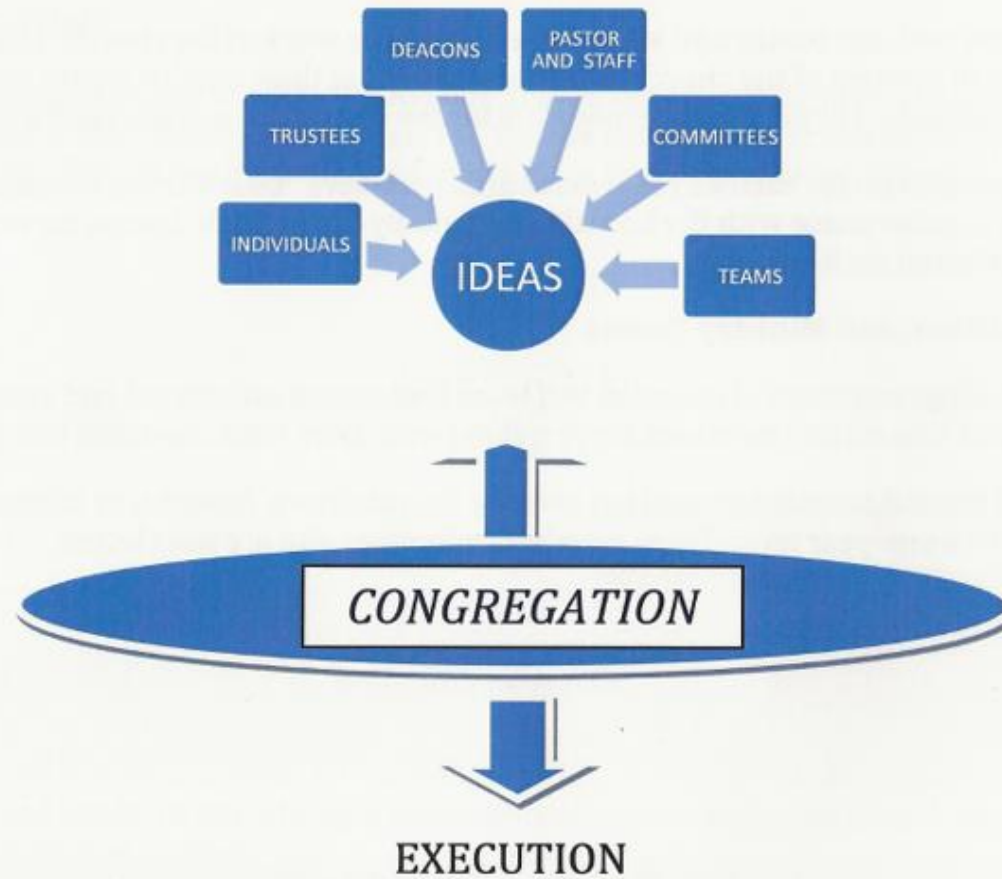 DEACONS
PASTOR
AND STAFF
TRUSTEES
COMMITTEES
INDIVIDUALS
TEAMS
IDEAS
CONGREGATION
EXECUTION